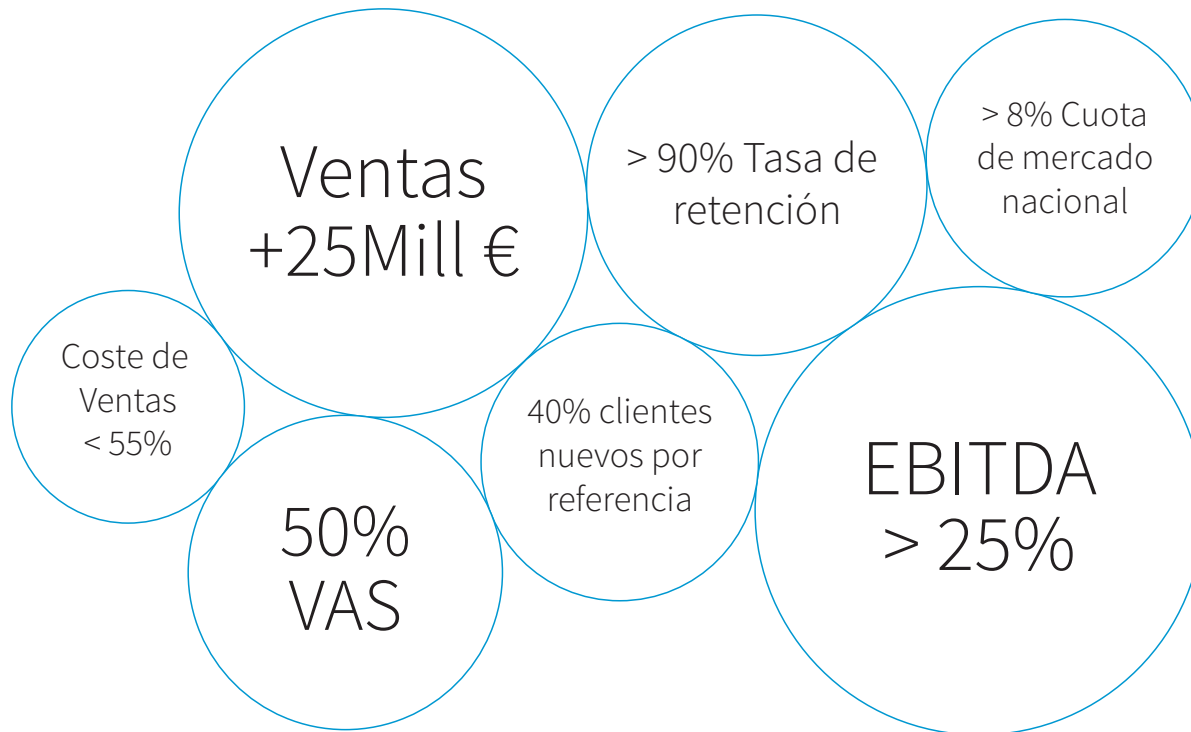 Ventas
+25Mill €
> 90% Tasa de
retención
> 8% Cuota
de mercado
nacional
Coste de
Ventas
< 55%
50%
VAS
40% clientes
nuevos por
referencia
EBITDA
> 25%